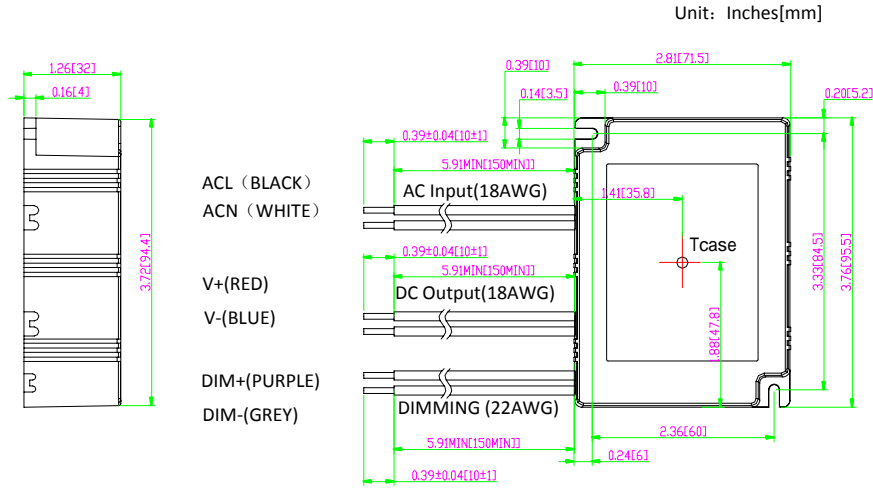 Unit: Inches[mm]
1.26[32]
0.16[4]
3.72[94.4]
ACL（BLACK）
ACN（WHITE）
V+(RED)
V-(BLUE)
DIM+(PURPLE)
DIM-(GREY)
0.39±0.04[10±1]
5.91MIN[150MIN]]
AC Input(18AWG)
0.39±0.04[10±1]
5.91MIN[150MIN]]
DC Output(18AWG)
DIMMING (22AWG)
5.91MIN[150MIN]]
0.39±0.04[10±1]
0.39[10]
2.81[71.5]
0.14[3.5]
0.39[10]
0.20[5.2]
1.41[35.8]
Tcase
1.88[47.8]
3.33[84.5]
3.76[95.5]
2.36[60]
0.24[6]